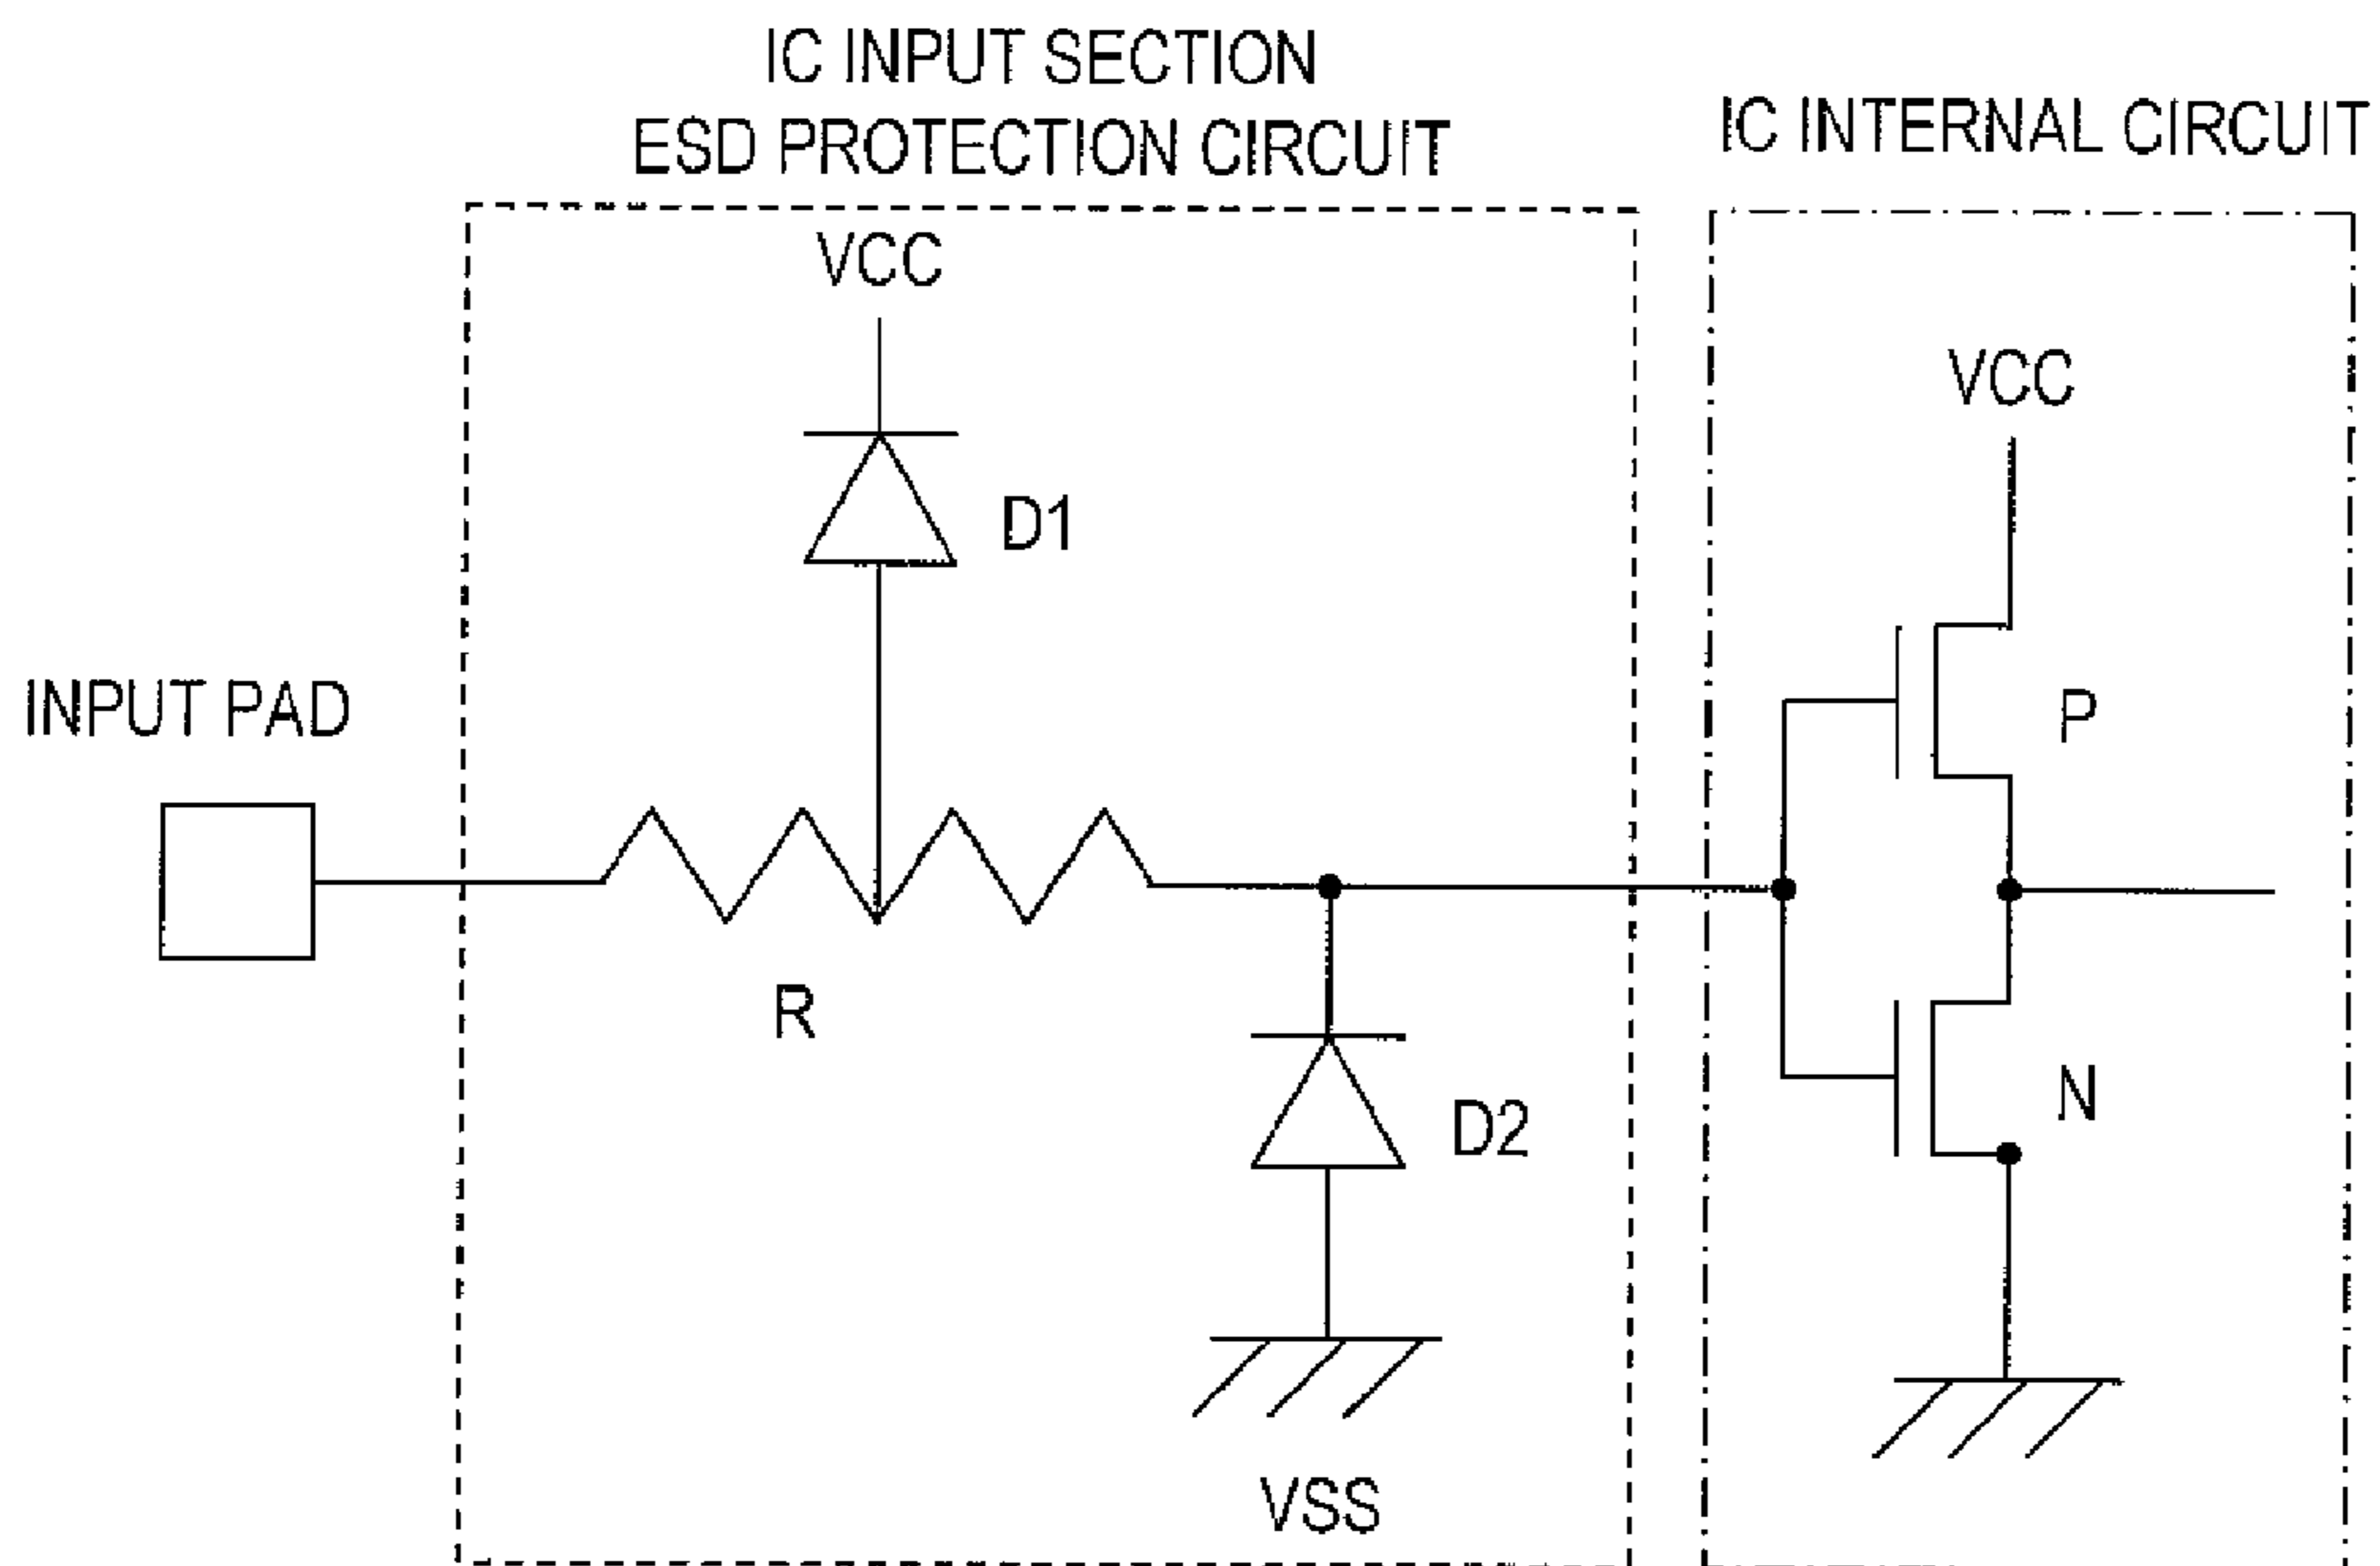 IC INPUT SECTION
ESD PROTECTION CIRCUIT
IC INTERNAL CIRCUIT
VCC
VCC
D1
INPUT PAD
P
R
N
D2
VSS